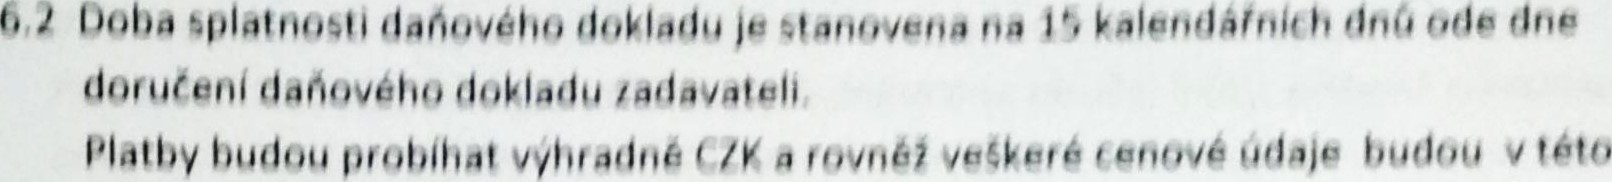 6.2 Doba splatnosti daňového dokladu je stanovena na 15 kalendářních dnů ode dne
doručení daňového dokladu zadavateli.
Platby budou probíhat výhradně CZK a rovněž veškeré cenové údaje budou v této